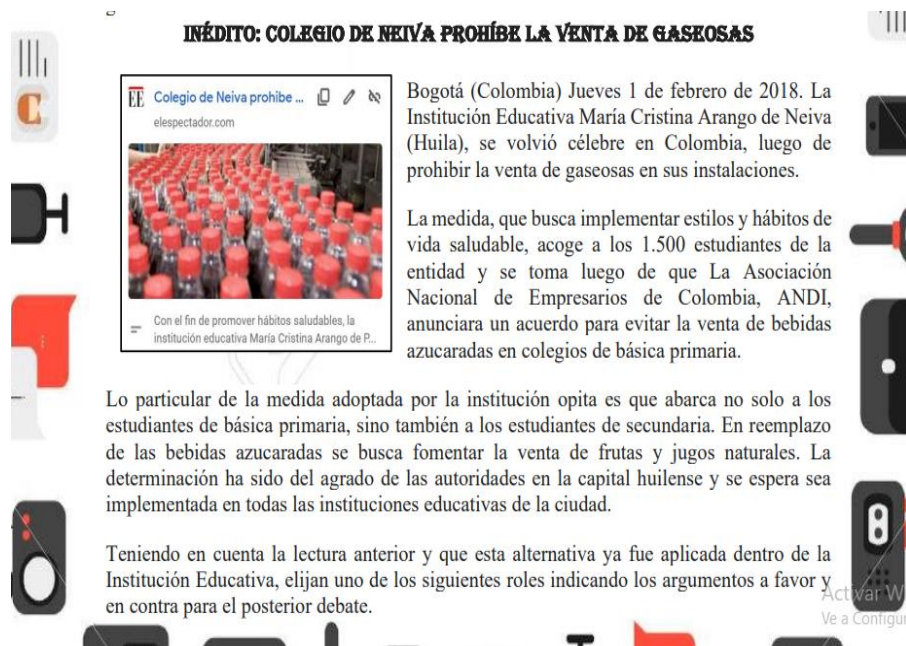 INÉDITO: COLEGIO DE NEIVA PROHÍBE LA VENTA DE GASEOSAS
EE Colegio de Neiva prohibe ...
elespectador.com
Con el fin de promover hábitos saludables, la
institución educativa María Cristina Arango de P...
Bogotá (Colombia) Jueves 1 de febrero de 2018. La
Institución Educativa María Cristina Arango de Neiva
(Huila), se volvió célebre en Colombia, luego de
prohibir la venta de gaseosas en sus instalaciones.
La medida, que busca implementar estilos y hábitos de
vida saludable, acoge a los 1.500 estudiantes de la
entidad y se toma luego de que La Asociación
Nacional de Empresarios de Colombia, ANDI,
anunciara un acuerdo para evitar la venta de bebidas
azucaradas en colegios de básica primaria.
Lo particular de la medida adoptada por la institución opita es que abarca no solo a los
estudiantes de básica primaria, sino también a los estudiantes de secundaria. En reemplazo
de las bebidas azucaradas se busca fomentar la venta de frutas y jugos naturales. La
determinación ha sido del agrado de las autoridades en la capital huilense y se espera sea
implementada en todas las instituciones educativas de la ciudad.
Teniendo en cuenta la lectura anterior y que esta alternativa ya fue aplicada dentro de la
Institución Educativa, elijan uno de los siguientes roles indicando los argumentos a favor y
en contra para el posterior debate.
Activar W
Ve a Configur